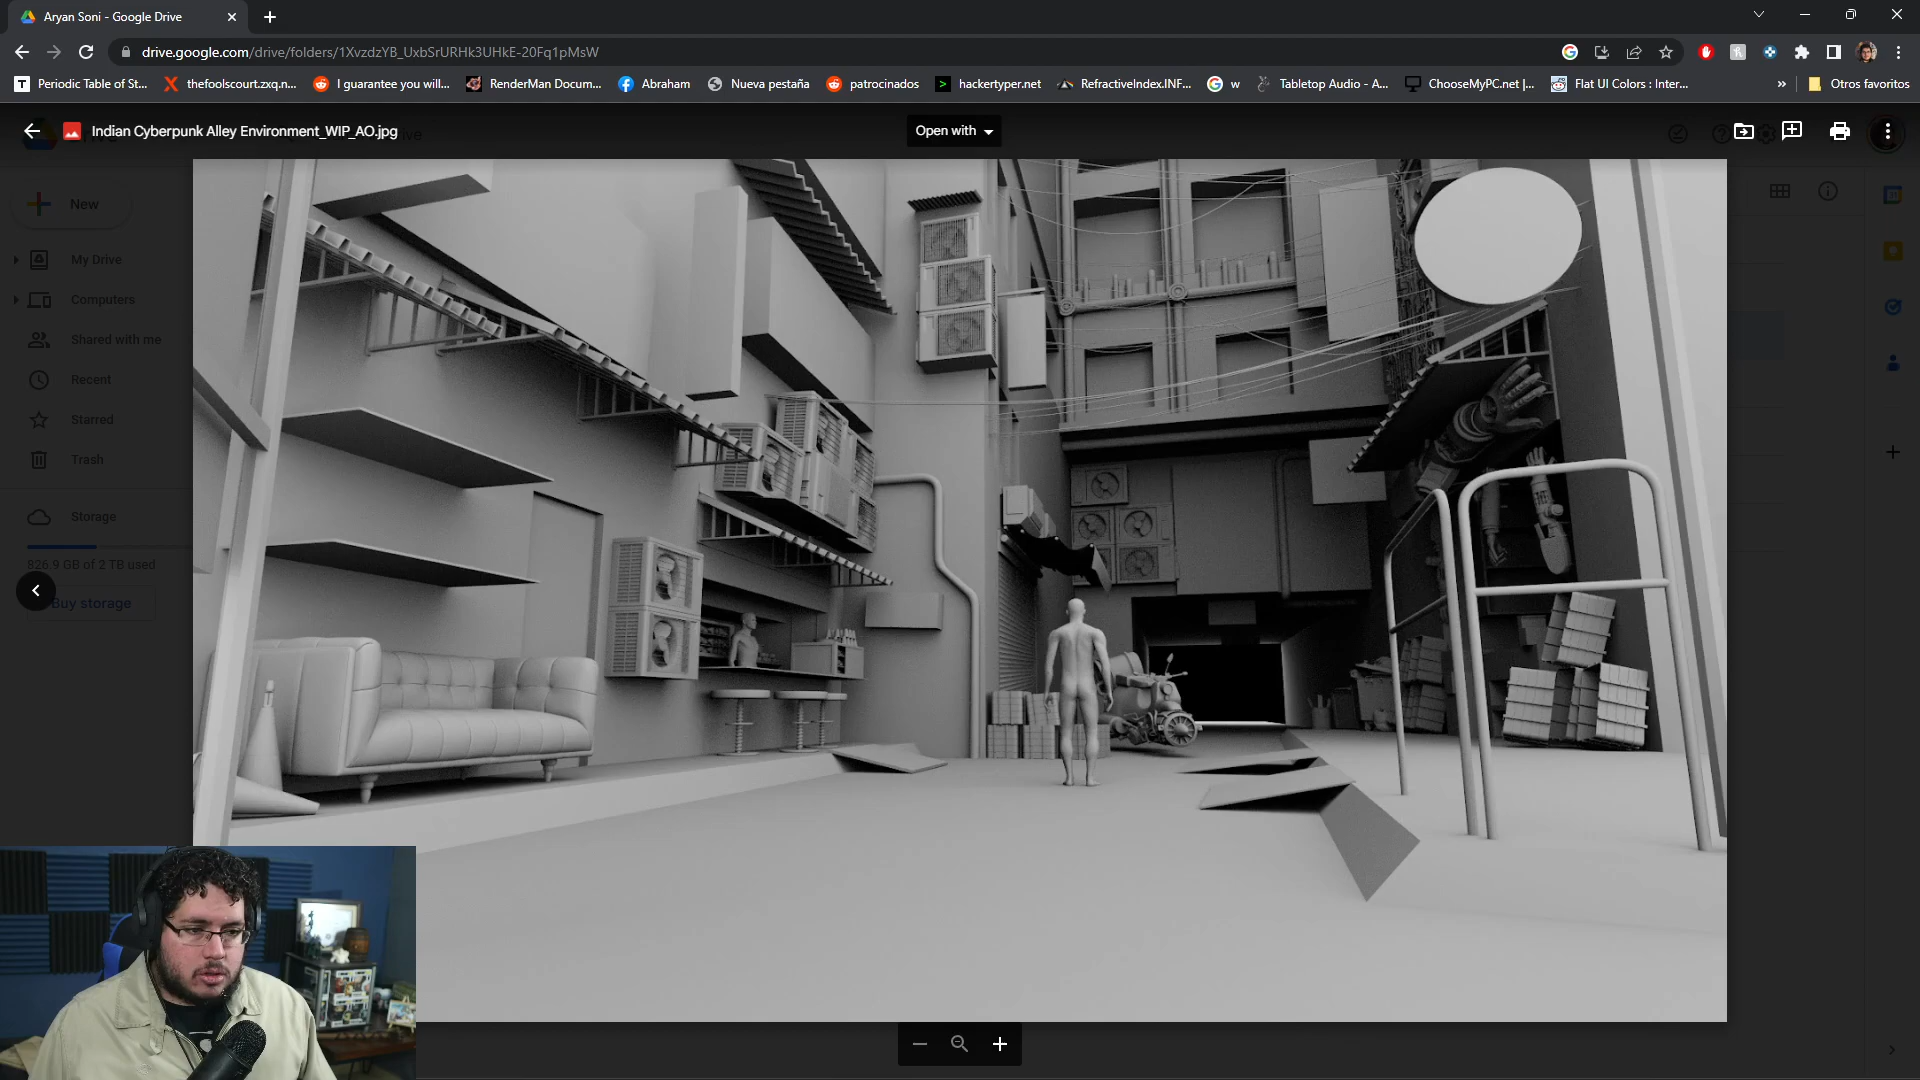 Aryan Soni - Google Drive
drive.google.com/drive/folders/1XvzdzYB_UxbSrURHk3UHkE-20Fq1pMsW
Periodic Table of St... thefoolscourt.zxq.n... I guarantee you will... RenderMan Docum... Abraham Nueva pestaña patrocinados hackertyper.net RefractiveIndex.INF... w Tabletop Audio - A... ChooseMyPC.net |... Flat UI Colors : Inter... » Otros favoritos
Indian Cyberpunk Alley Environment_WIP_AO.jpg
Open with
New
My Drive
Computers
Shared with me
Recent
Starred
Trash
Storage
826.9 GB of 2 TB used
Buy storage